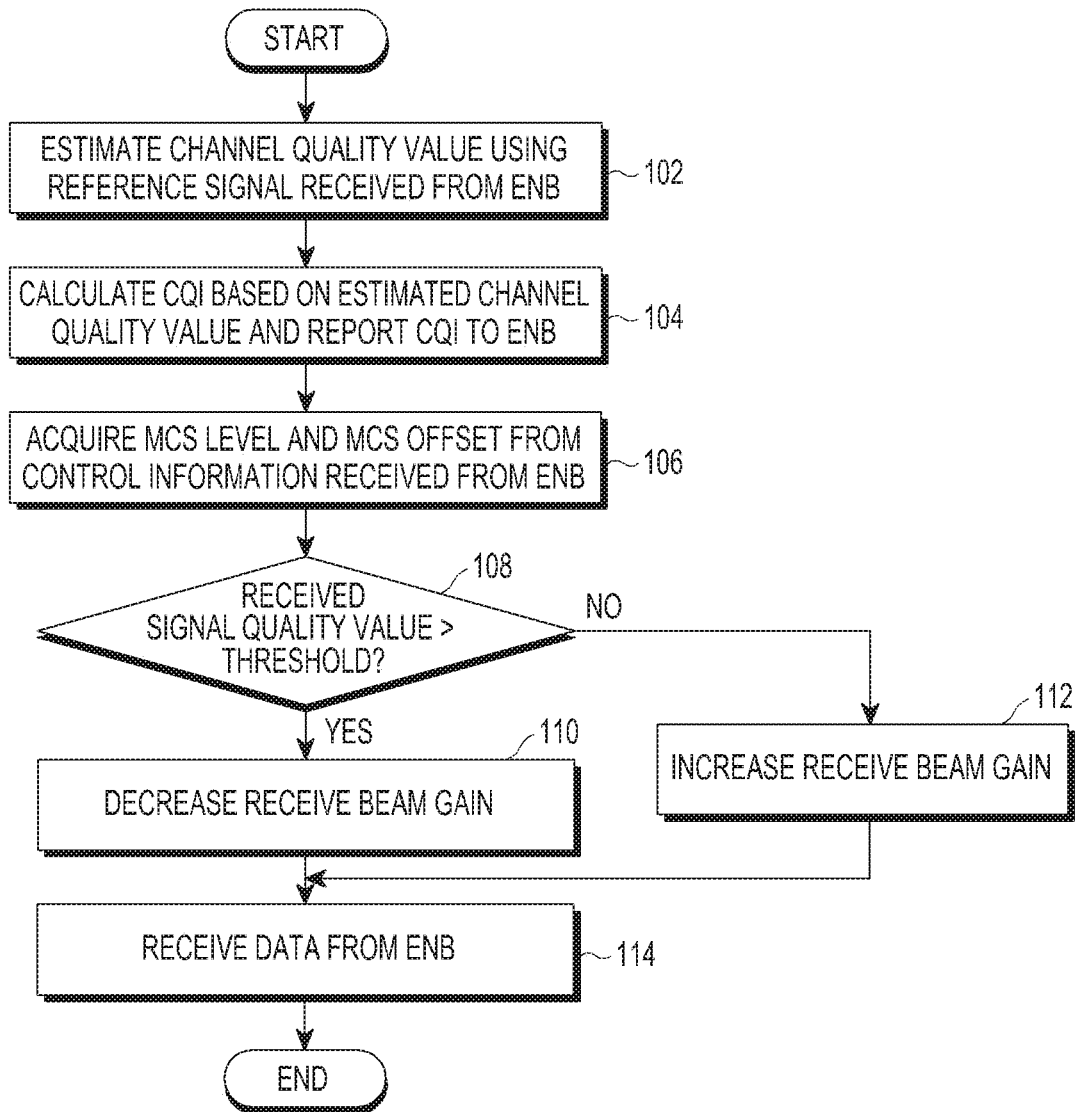 START
ESTIMATE CHANNEL QUALITY VALUE USING
REFERENCE SIGNAL RECEIVED FROM ENB
102
CALCULATE CQI BASED ON ESTIMATED CHANNEL
QUALITY VALUE AND REPORT CQI TO ENB
104
ACQUIRE MCS LEVEL AND MCS OFFSET FROM
CONTROL INFORMATION RECEIVED FROM ENB
106
108
RECEIVED
SIGNAL QUALITY VALUE >
THRESHOLD?
NO
YES
110
DECREASE RECEIVE BEAM GAIN
112
INCREASE RECEIVE BEAM GAIN
RECEIVE DATA FROM ENB
114
END